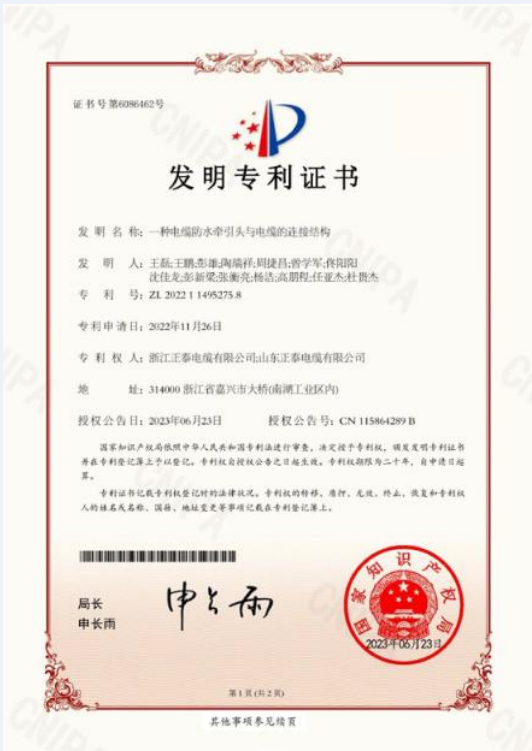 证书号第6086462号
发明专利证书
发 明 名 称：一种电缆防水牵引头与电缆的连接结构
发 明 人：王磊;王鹏;彭雄;陶瑞祥;周捷昌;曾学军;佟阳阳
沈佳龙;彭新梁;张衡亮;杨洁;高朋程;任亚杰;杜贵杰
专 利 号：ZL 2022 1 1495275.8
专利申请日：2022年11月26日
专 利 权 人：浙江正泰电缆有限公司;山东正泰电缆有限公司
地 址：314000 浙江省嘉兴市大桥(南湖工业区内)
授权公告日：2023年06月23日 授权公告号：CN 115864289 B
国家知识产权局依照中华人民共和国专利法进行审查，决定授予专利权，颁发发明专利证书
并在专利登记簿上予以登记。专利权自授权公告之日起生效。专利权期限为二十年，自申请日起
算。
专利证书记载专利权登记时的法律状况。专利权的转移、质押、无效、终止、恢复和专利权
人的姓名或名称、国籍、地址变更等事项记载在专利登记簿上。
局长
申长雨
申长雨
国家知识产权局
2023年06月23日
第 1 页 (共 2 页)
其他事项参见续页
CNIPA